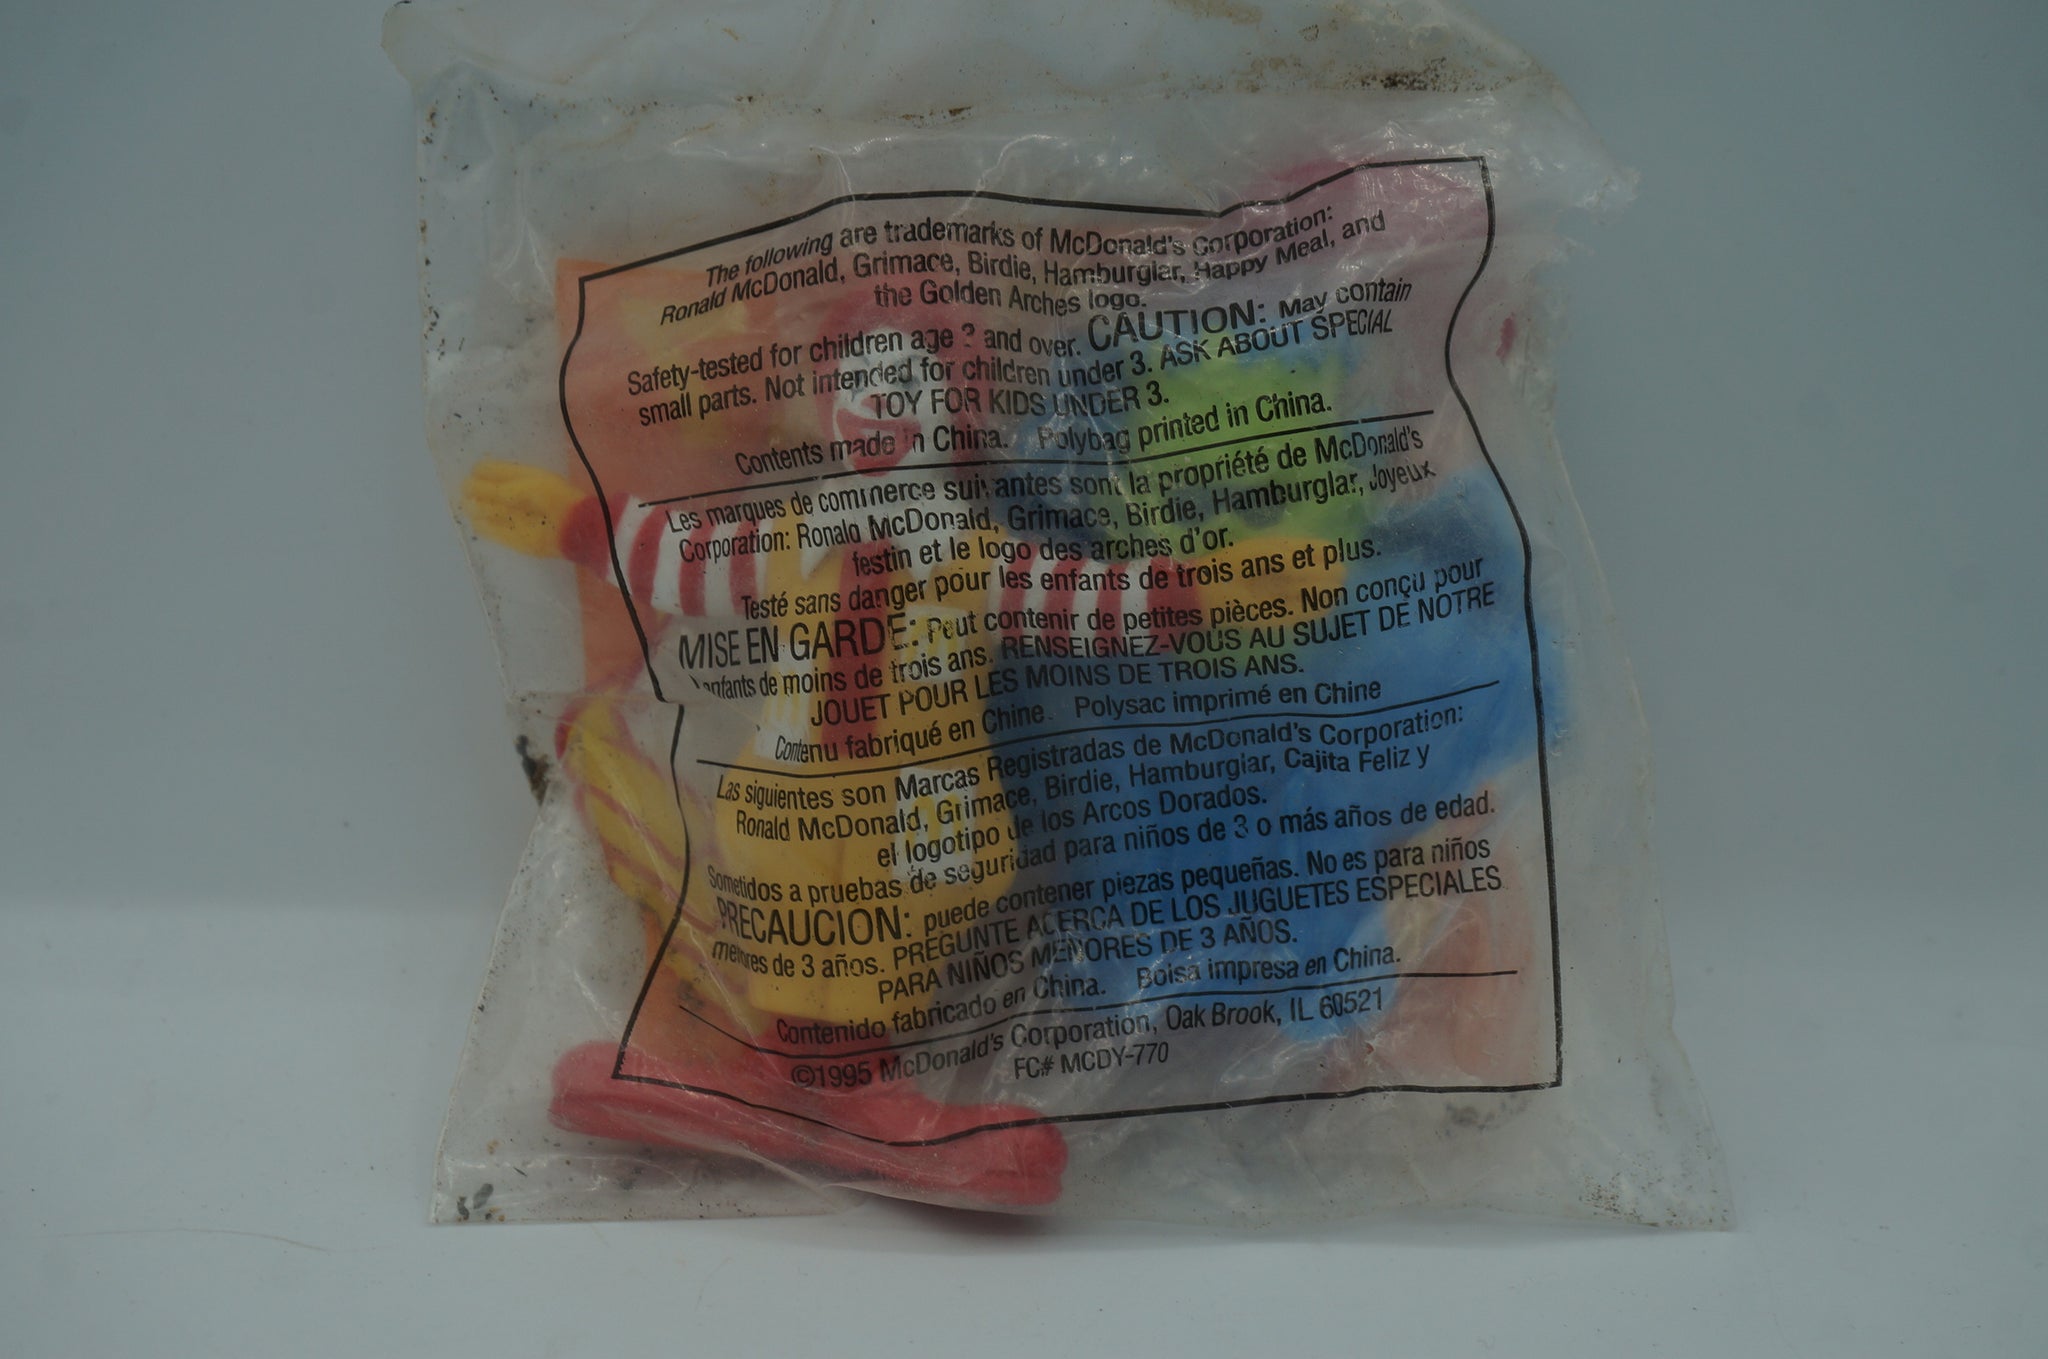 The following are trademarks of McDonald's Corporation:
Ronald McDonald, Grimace, Birdie, Hamburglar, Happy Meal, and
the Golden Arches logo.
Safety-tested for children age 3 and over. CAUTION: May contain
small parts. Not intended for children under 3. ASK ABOUT SPECIAL
TOY FOR KIDS UNDER 3.
Contents made in China. Polybag printed in China.
Les marques de commerce suivantes sont la propriété de McDonald's
Corporation: Ronald McDonald, Grimace, Birdie, Hamburglar, Joyeux
festin et le logo des arches d'or.
Testé sans danger pour les enfants de trois ans et plus.
MISE EN GARDE: Peut contenir de petites pièces. Non conçu pour
enfants de moins de trois ans. RENSEIGNEZ-VOUS AU SUJET DE NOTRE
JOUET POUR LES MOINS DE TROIS ANS.
Contenu fabriqué en Chine. Polysac imprimé en Chine
Las siguientes son Marcas Registradas de McDonald's Corporation:
Ronald McDonald, Grimace, Birdie, Hamburglar, Cajita Feliz y
el logotipo de los Arcos Dorados.
Sometidos a pruebas de seguridad para niños de 3 o más años de edad.
PRECAUCION: puede contener piezas pequeñas. No es para niños
menores de 3 años. PREGUNTE ACERCA DE LOS JUGUETES ESPECIALES
PARA NIÑOS MENORES DE 3 AÑOS.
Contenido fabricado en China. Bolsa impresa en China.
©1995 McDonald's Corporation, Oak Brook, IL 60521
FC# MCDY-770